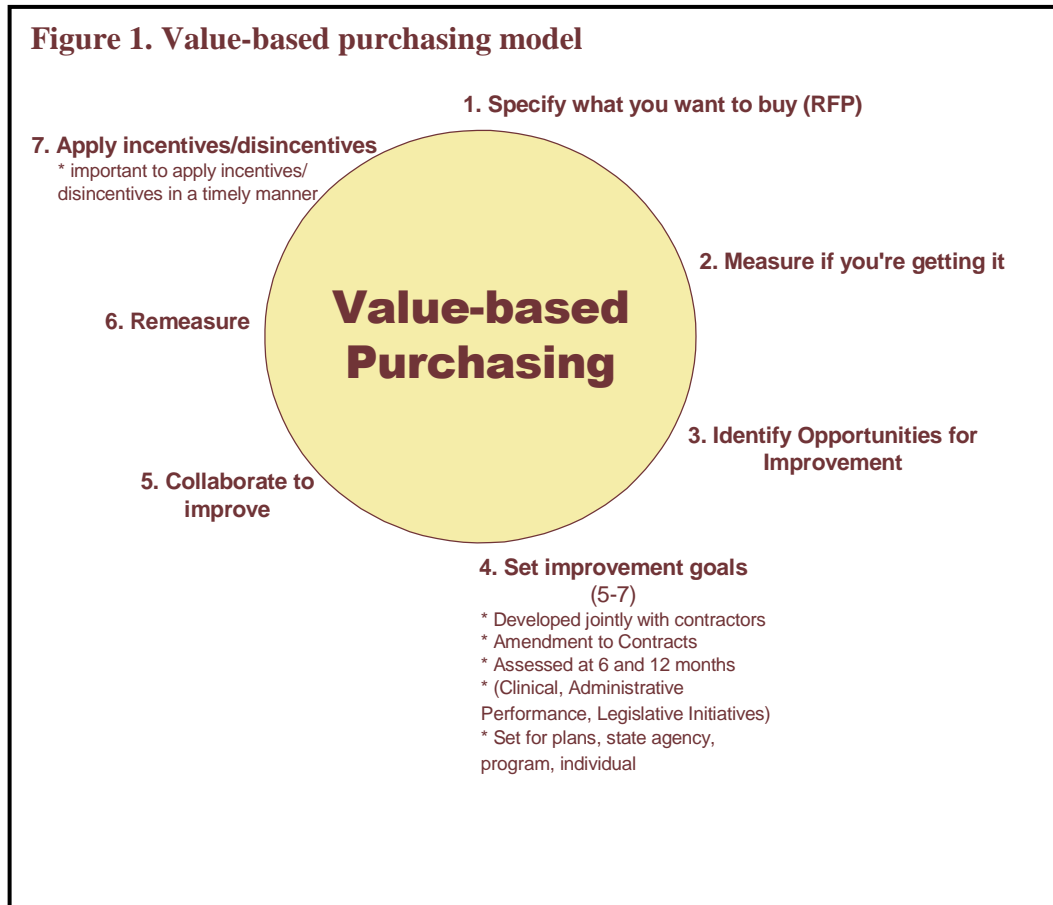 Figure 1. Value-based purchasing model
1. Specify what you want to buy (RFP)
7. Apply incentives/disincentives
* important to apply incentives/
disincentives in a timely manner
2. Measure if you're getting it
Value-based
Purchasing
6. Remeasure
3. Identify Opportunities for
Improvement
5. Collaborate to
improve
4. Set improvement goals
(5-7)
* Developed jointly with contractors
* Amendment to Contracts
* Assessed at 6 and 12 months
* (Clinical, Administrative
Performance, Legislative Initiatives)
* Set for plans, state agency,
program, individual